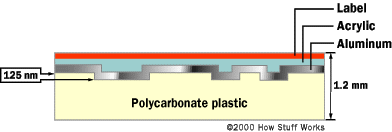 Label
Acrylic
Aluminum
125 nm
1.2 mm
Polycarbonate plastic
©2000 How Stuff Works